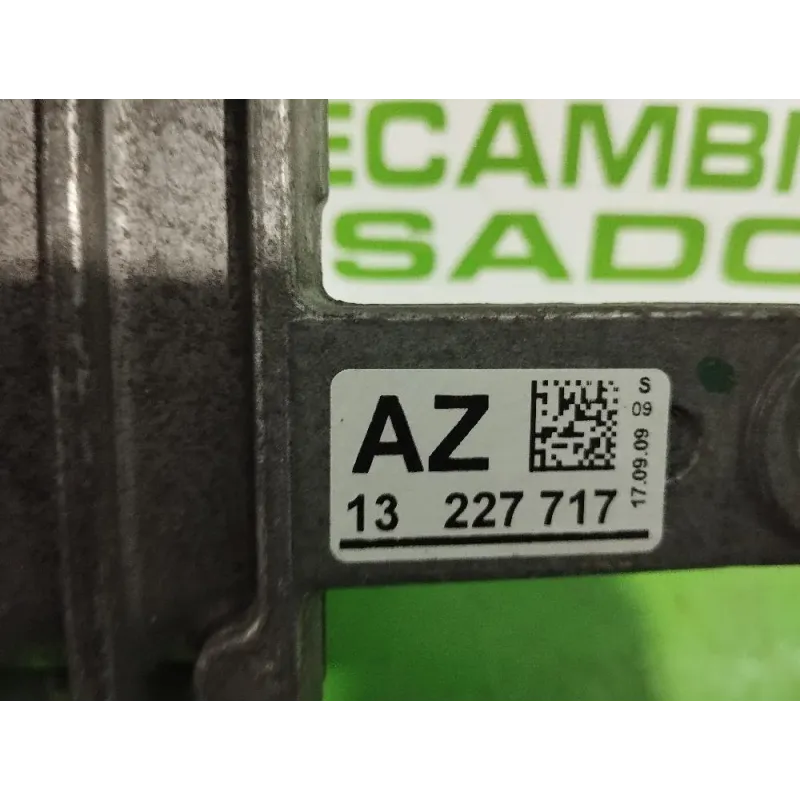 ECAMBI
SADO
AZ
13 227 717
S
09
17.09.09